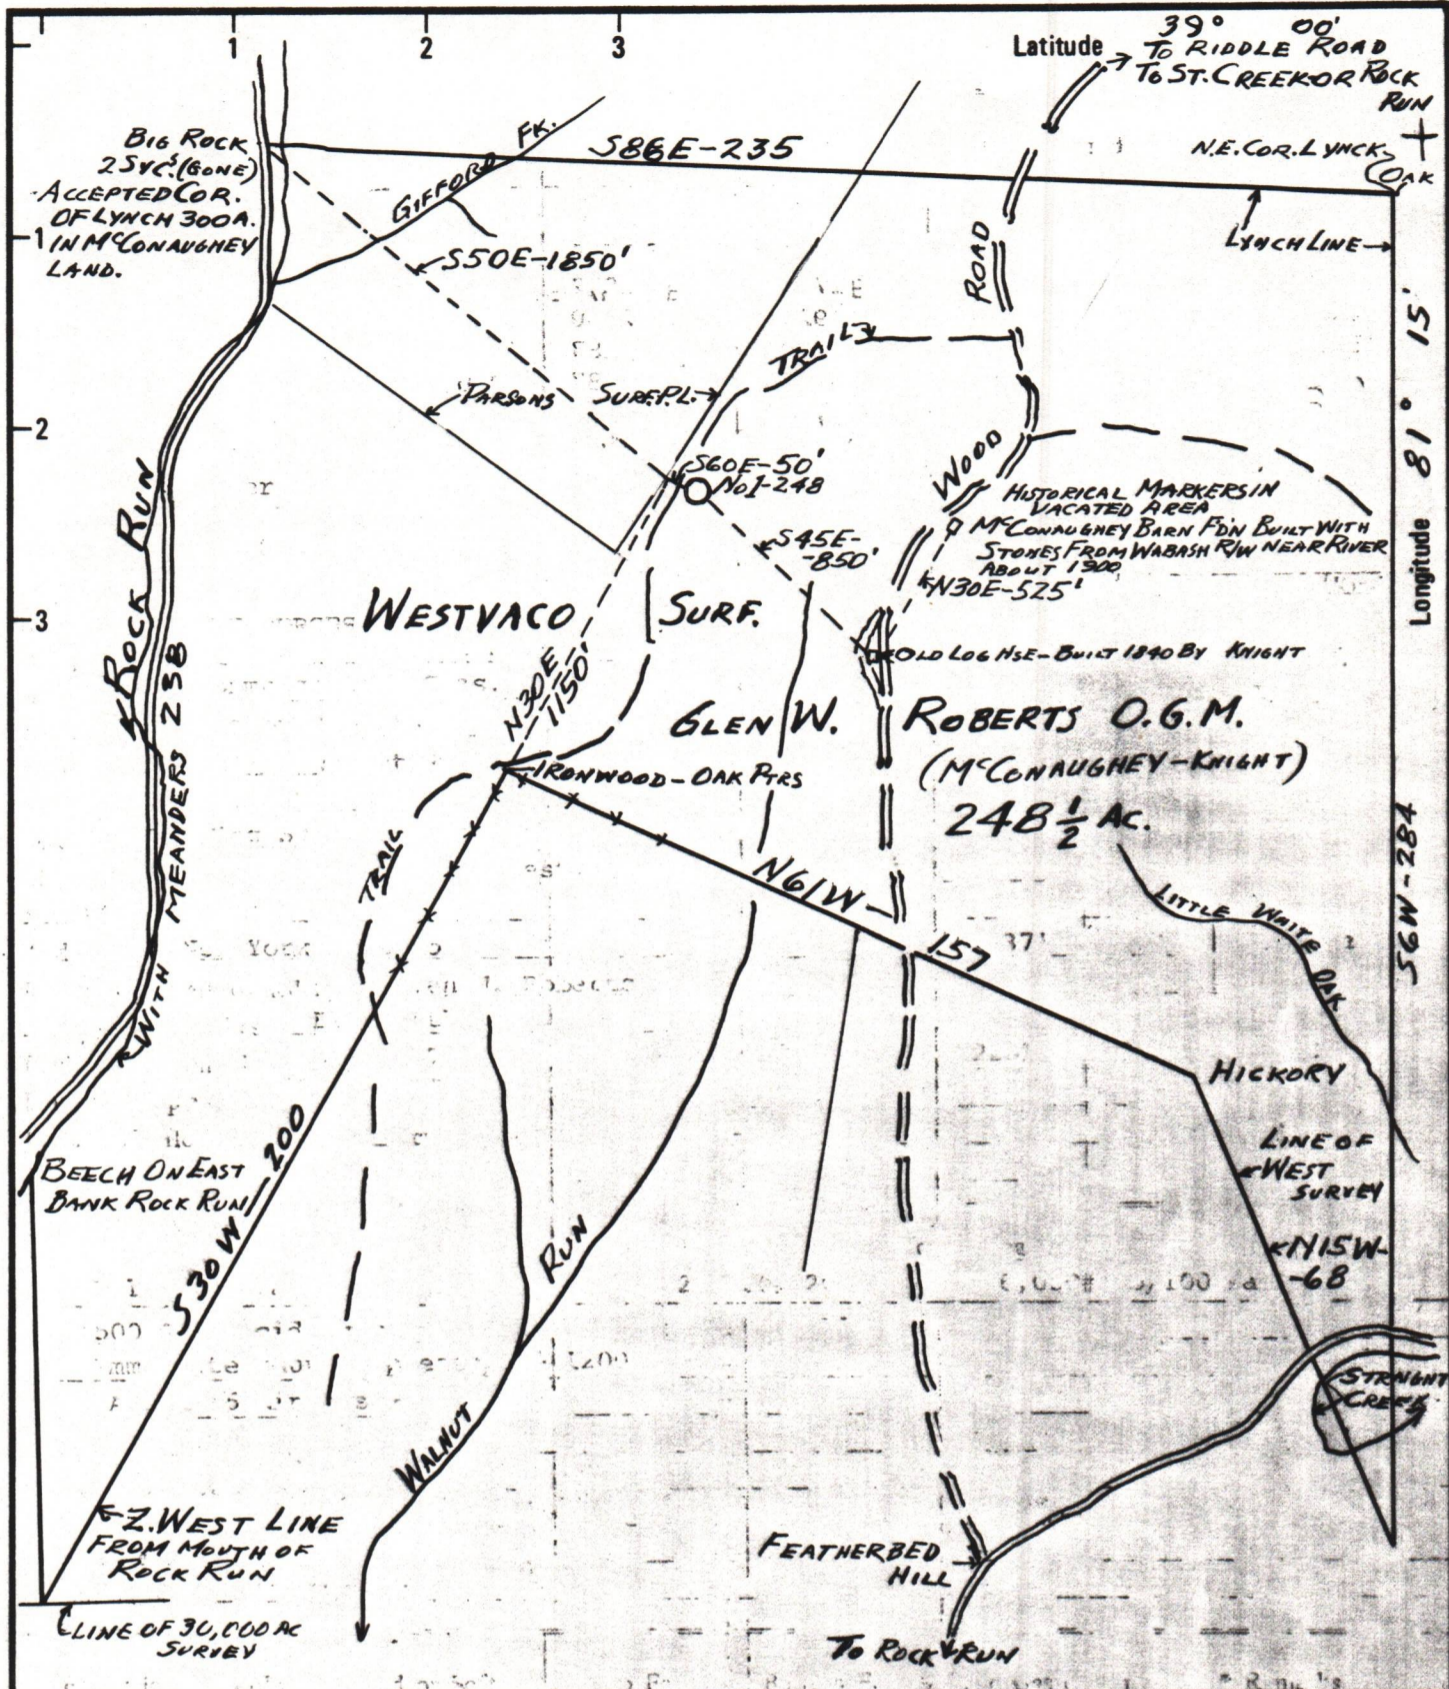 1
2
3
Latitude
39° 00'
TO RIDDLE ROAD
TO ST. CREEK OR ROCK
RUN
BIG ROCK
2 SYC'S. (GONE)
ACCEPTED COR.
OF LYNCH 300A.
IN McCONAUGHEY
LAND.
GIFFORD FK.
S86E-235
N.E. COR. LYNCK
OAK
1
S50E-1850'
ROAD
LYNCH LINE
Longitude 81° 15'
TRAIL
PARSONS
SURF. P.L.
2
S60E-50'
No1-248
WOOD
HISTORICAL MARKERS IN
VACATED AREA
McCONAUGHEY BARN FD'N BUILT WITH
STONES FROM WABASH R/W NEAR RIVER
ABOUT 1900
S45E-
-850'
N30E-525'
ROCK RUN
3
WESTVACO SURF.
OLD LOG HSE-BUILT 1840 BY KNIGHT
WITH MEANDERS 238
N30E
1150'
GLEN W. ROBERTS O.G.M.
(McCONAUGHEY-KNIGHT)
248 1/2 AC.
IRONWOOD-OAK PTRS
TRAIL
N61W-
157
LITTLE WHITE OAK
S6W-284
HICKORY
LINE OF
WEST
SURVEY
BEECH ON EAST
BANK ROCK RUN
S30W-200
N15W-
-68
WALNUT RUN
STRAIGHT
CREEK
Z. WEST LINE
FROM MOUTH OF
ROCK RUN
FEATHERBED
HILL
LINE OF 30,000 AC
SURVEY
TO ROCK RUN